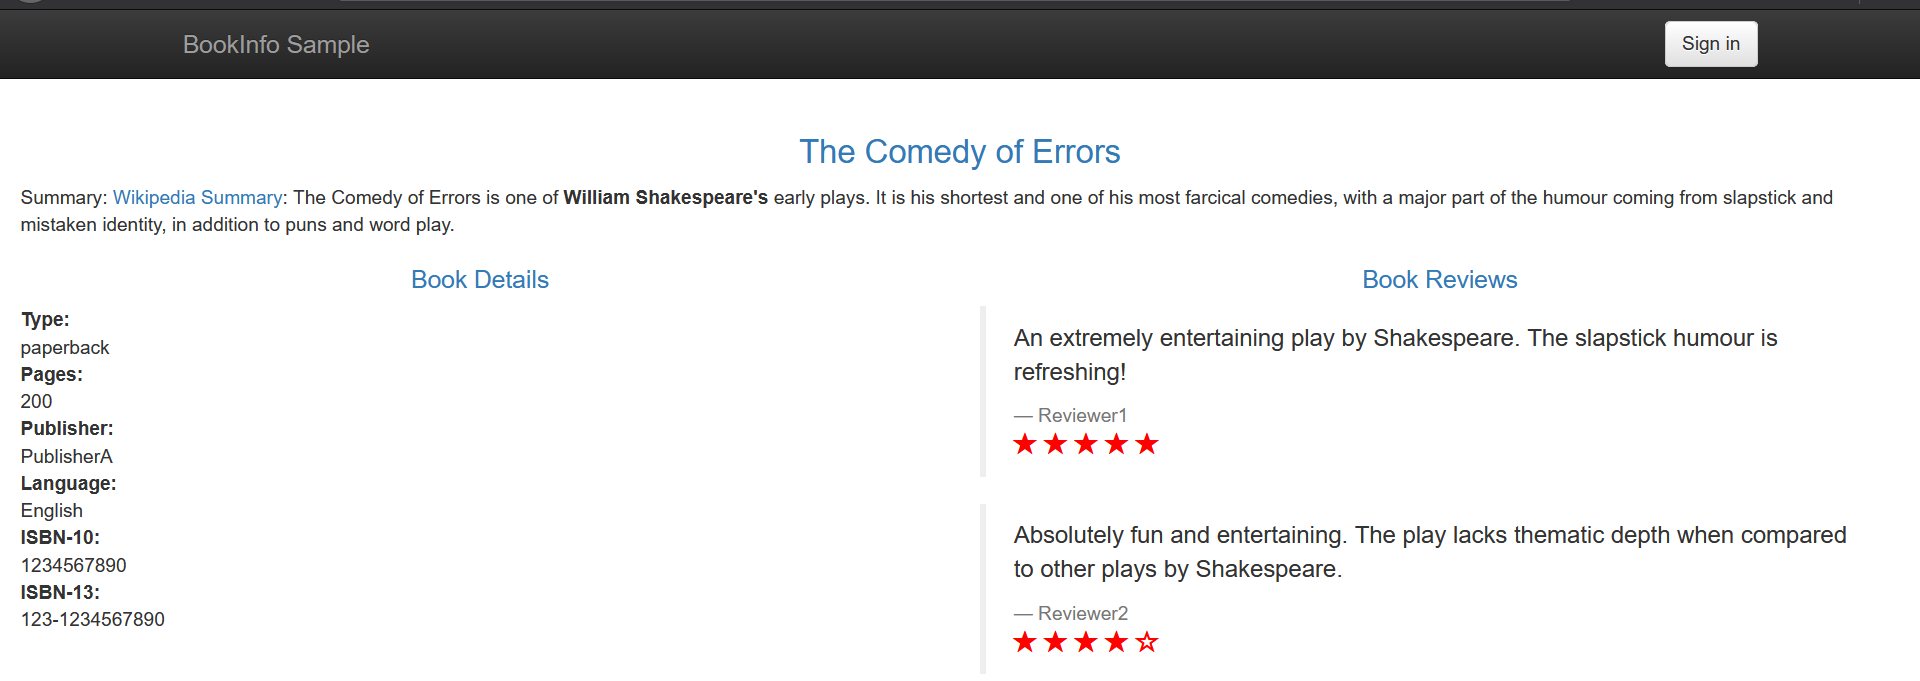 BookInfo Sample
Sign in
The Comedy of Errors
Summary: Wikipedia Summary: The Comedy of Errors is one of William Shakespeare's early plays. It is his shortest and one of his most farcical comedies, with a major part of the humour coming from slapstick and
mistaken identity, in addition to puns and word play.
Book Details
Type:
paperback
Pages:
200
Publisher:
PublisherA
Language:
English
ISBN-10:
1234567890
ISBN-13:
123-1234567890
Book Reviews
An extremely entertaining play by Shakespeare. The slapstick humour is
refreshing!
— Reviewer1
Absolutely fun and entertaining. The play lacks thematic depth when compared
to other plays by Shakespeare.
— Reviewer2